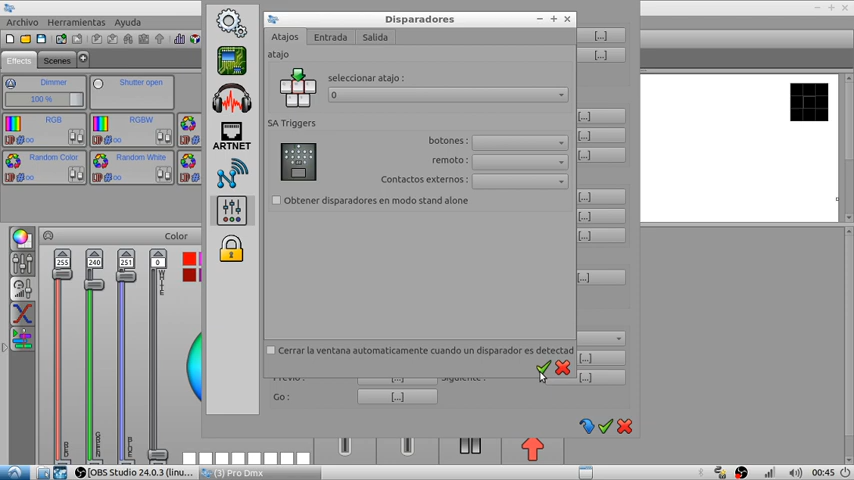 Disparadores
Archivo Herramientas Ayuda
Atajos Entrada Salida
Effects Scenes
atajo
seleccionar atajo :
0
Dimmer Shutter open
100 %
RGB RGBW
SA Triggers
botones :
remoto :
Contactos externos :
ARTNET
Random Color Random White
Obtener disparadores en modo stand alone
Color
255 240 251 0
WHITE
Cerrar la ventana automaticamente cuando un disparador es detectad
[...]
[...]
[...]
[...]
[...]
[...]
[...]
[...]
[...]
[...]
[...]
Go : [...]
[OBS Studio 24.0.3 (linu... (3) Pro Dmx 00:45